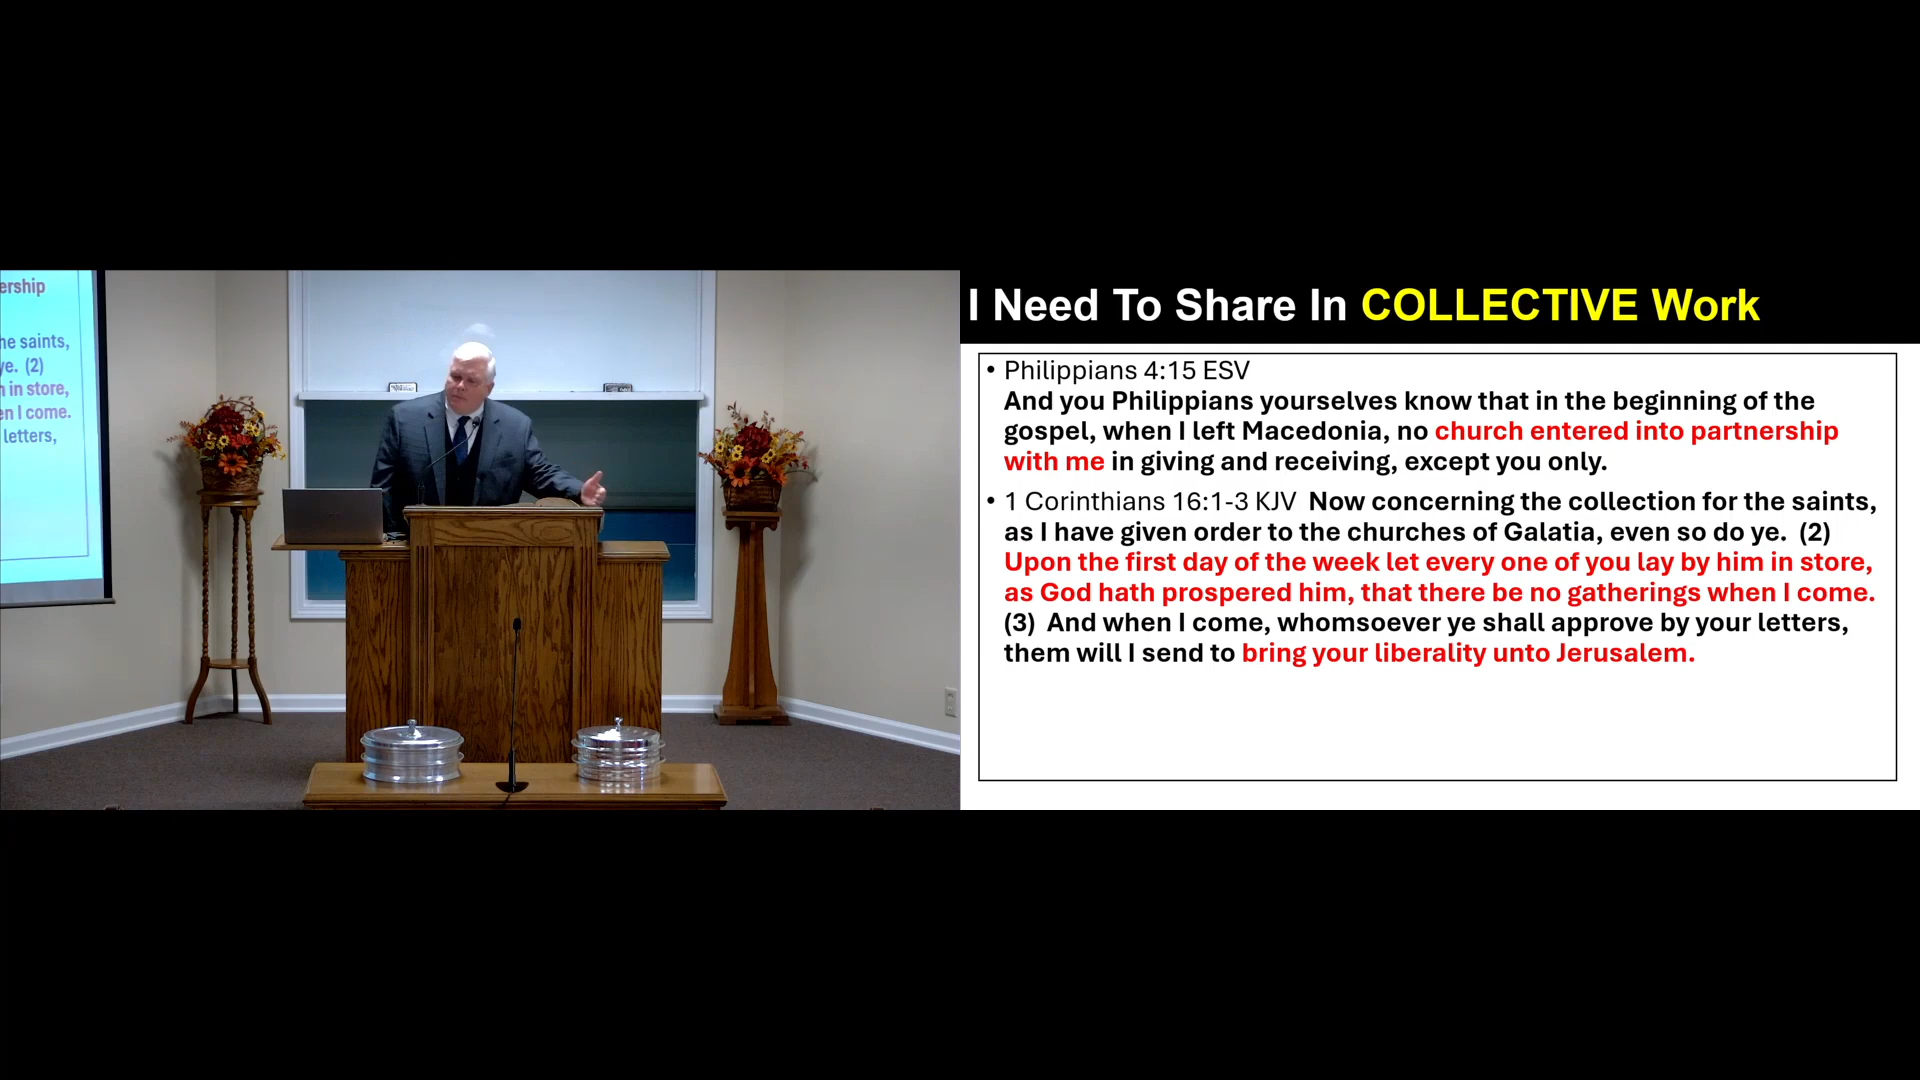 ership
he saints,
ye. (2)
h in store,
en I come.
letters,
I Need To Share In COLLECTIVE Work
• Philippians 4:15 ESV
And you Philippians yourselves know that in the beginning of the
gospel, when I left Macedonia, no church entered into partnership
with me in giving and receiving, except you only.
• 1 Corinthians 16:1-3 KJV Now concerning the collection for the saints,
as I have given order to the churches of Galatia, even so do ye. (2)
Upon the first day of the week let every one of you lay by him in store,
as God hath prospered him, that there be no gatherings when I come.
(3) And when I come, whomsoever ye shall approve by your letters,
them will I send to bring your liberality unto Jerusalem.